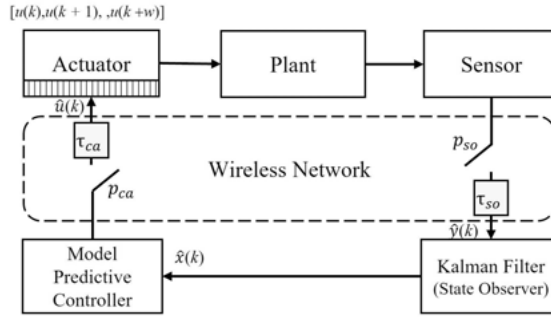 [u(k),u(k + 1), ,u(k+w)]
Actuator
Plant
Sensor
û(k)
τca
pca
Wireless Network
pso
τso
ŷ(k)
Model
Predictive
Controller
x̂(k)
Kalman Filter
(State Observer)